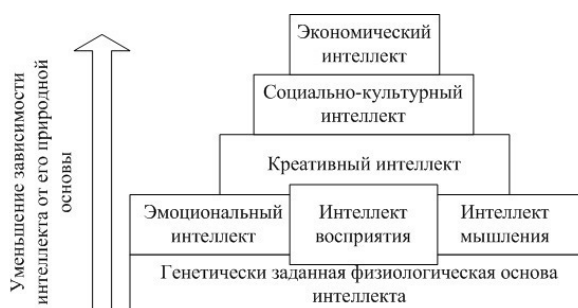 Уменьшение зависимости
интеллекта от его природной
основы
Экономический
интеллект
Социально-культурный
интеллект
Креативный интеллект
Эмоциональный
интеллект
Интеллект
восприятия
Интеллект
мышления
Генетически заданная физиологическая основа
интеллекта